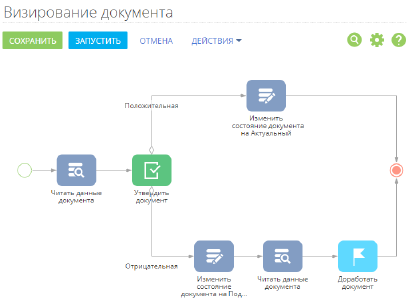 Визирование документа
СОХРАНИТЬ
ЗАПУСТИТЬ
ОТМЕНА
ДЕЙСТВИЯ
Положительная
Изменить
состояние документа
на Актуальный
Читать данные
документа
Утвердить
документ
Отрицательная
Изменить
состояние
документа на Под...
Читать данные
документа
Доработать
документ